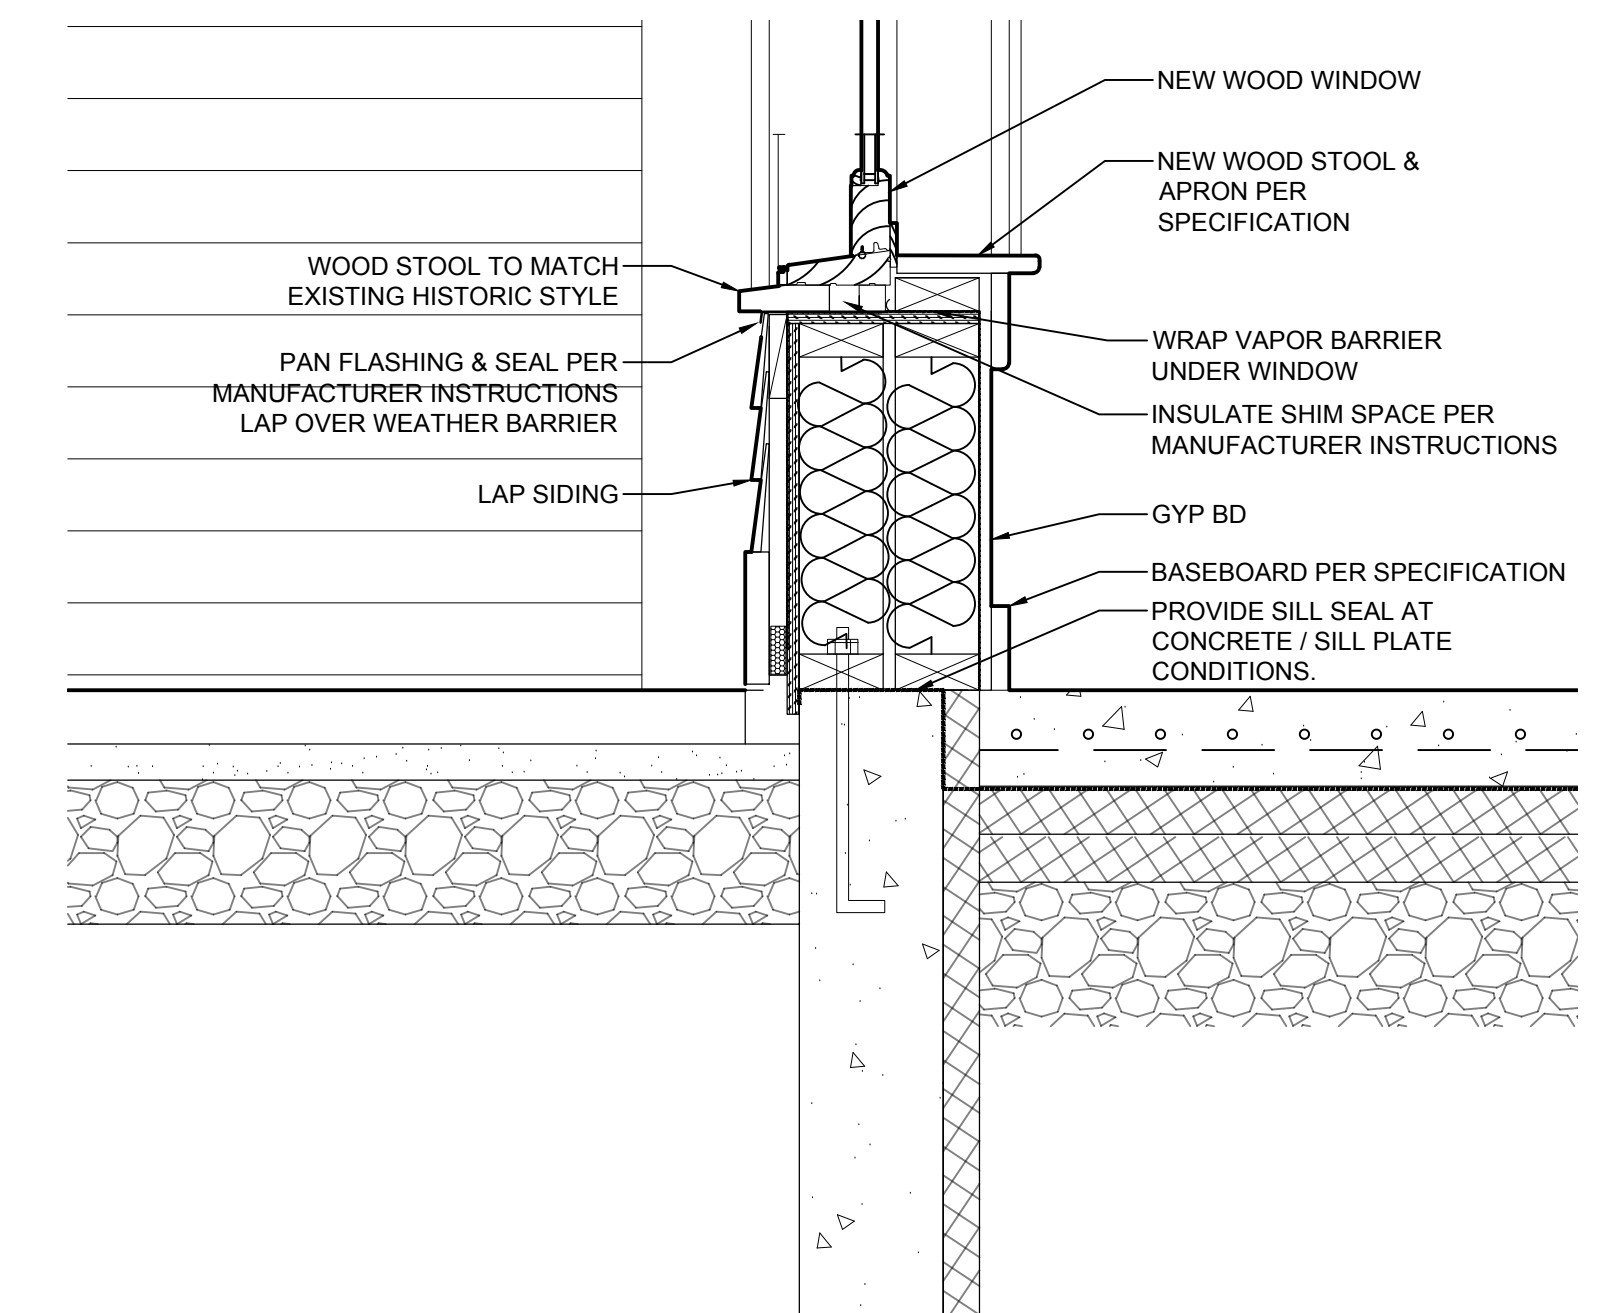 NEW WOOD WINDOW
NEW WOOD STOOL &
APRON PER
SPECIFICATION
WOOD STOOL TO MATCH
EXISTING HISTORIC STYLE
PAN FLASHING & SEAL PER
MANUFACTURER INSTRUCTIONS
LAP OVER WEATHER BARRIER
LAP SIDING
WRAP VAPOR BARRIER
UNDER WINDOW
INSULATE SHIM SPACE PER
MANUFACTURER INSTRUCTIONS
GYP BD
BASEBOARD PER SPECIFICATION
PROVIDE SILL SEAL AT
CONCRETE / SILL PLATE
CONDITIONS.